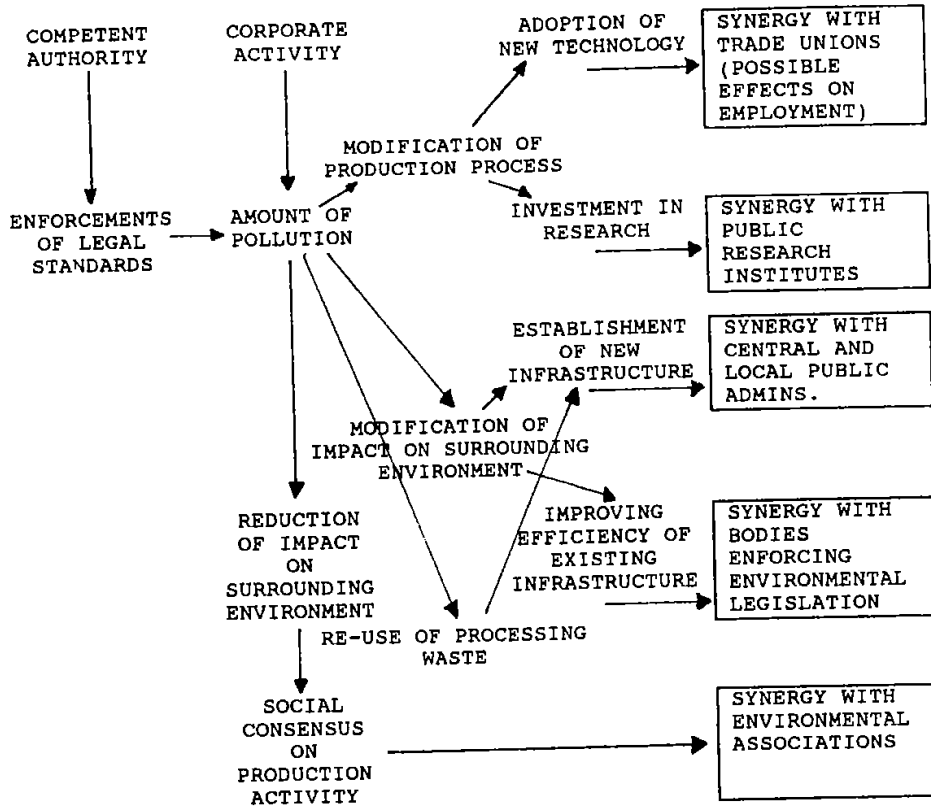 COMPETENT
AUTHORITY
CORPORATE
ACTIVITY
ADOPTION OF
NEW TECHNOLOGY
SYNERGY WITH
TRADE UNIONS
(POSSIBLE
EFFECTS ON
EMPLOYMENT)
MODIFICATION OF
PRODUCTION PROCESS
ENFORCEMENTS
OF LEGAL
STANDARDS
AMOUNT OF
POLLUTION
INVESTMENT IN
RESEARCH
SYNERGY WITH
PUBLIC
RESEARCH
INSTITUTES
ESTABLISHMENT
OF NEW
INFRASTRUCTURE
SYNERGY WITH
CENTRAL AND
LOCAL PUBLIC
ADMINS.
MODIFICATION OF
IMPACT ON SURROUNDING
ENVIRONMENT
REDUCTION
OF IMPACT
ON
SURROUNDING
ENVIRONMENT
IMPROVING
EFFICIENCY OF
EXISTING
INFRASTRUCTURE
SYNERGY WITH
BODIES
ENFORCING
ENVIRONMENTAL
LEGISLATION
RE-USE OF PROCESSING
WASTE
SOCIAL
CONSENSUS
ON
PRODUCTION
ACTIVITY
SYNERGY WITH
ENVIRONMENTAL
ASSOCIATIONS